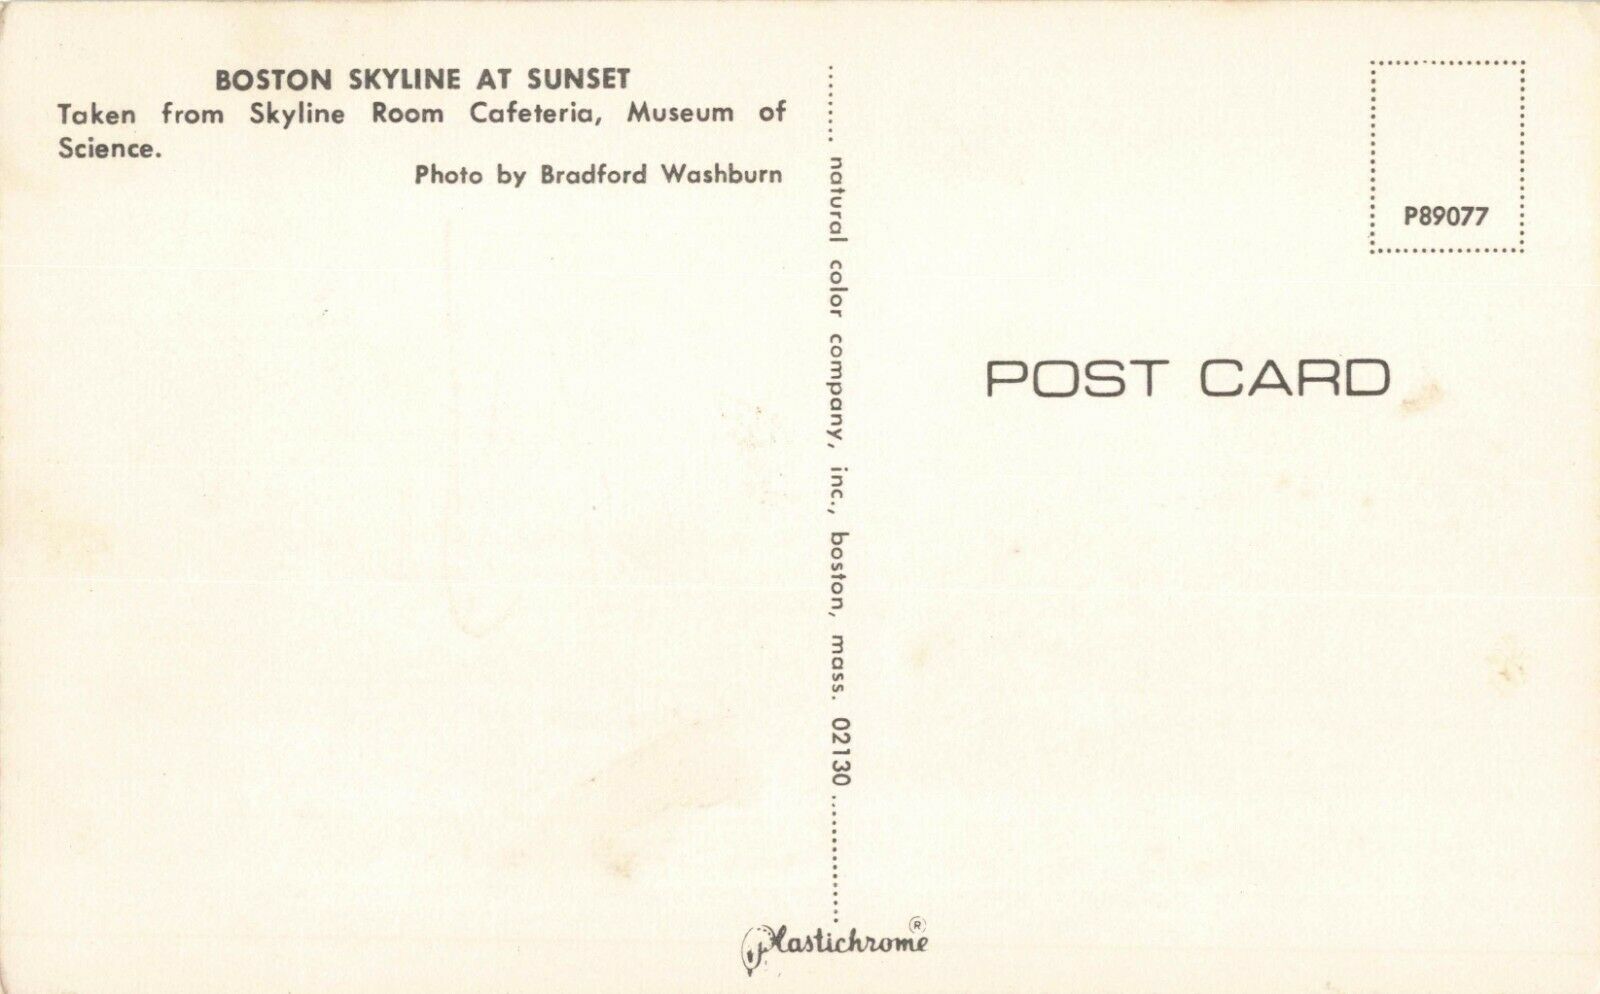 BOSTON SKYLINE AT SUNSET
Taken from Skyline Room Cafeteria, Museum of
Science.
Photo by Bradford Washburn
natural color company, inc., boston, mass. 02130
P89077
POST CARD
Plastichrome®